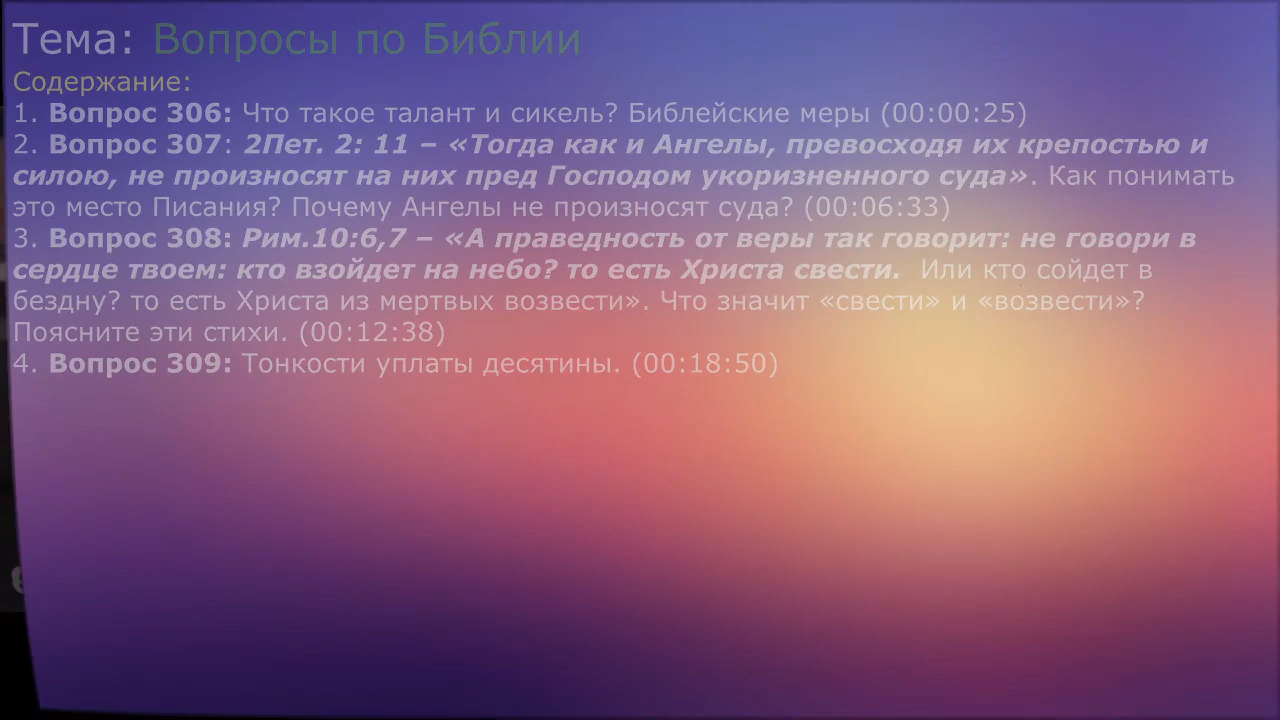 Тема: Вопросы по Библии
Содержание:
1. Вопрос 306: Что такое талант и сикель? Библейские меры (00:00:25)
2. Вопрос 307: 2Пет. 2: 11 – «Тогда как и Ангелы, превосходя их крепостью и
силою, не произносят на них пред Господом укоризненного суда». Как понимать
это место Писания? Почему Ангелы не произносят суда? (00:06:33)
3. Вопрос 308: Рим.10:6,7 – «А праведность от веры так говорит: не говори в
сердце твоем: кто взойдет на небо? то есть Христа свести. Или кто сойдет в
бездну? то есть Христа из мертвых возвести». Что значит «свести» и «возвести»?
Поясните эти стихи. (00:12:38)
4. Вопрос 309: Тонкости уплаты десятины. (00:18:50)